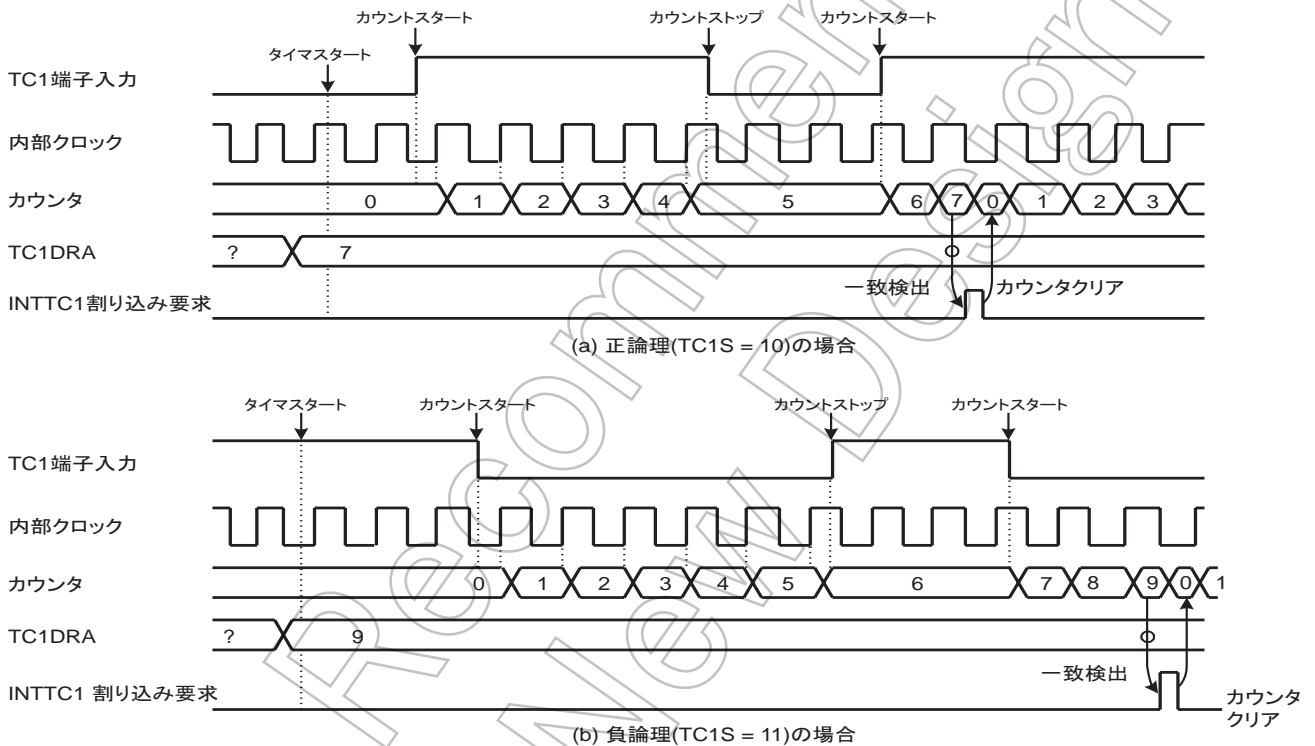 カウントスタート カウントストップ カウントスタート
タイマスタート
TC1端子入力
内部クロック
カウンタ 0 1 2 3 4 5 6 7 0 1 2 3
TC1DRA ? 7
一致検出 カウンタクリア
INTTC1割り込み要求
(a) 正論理(TC1S = 10)の場合
タイマスタート カウントスタート カウントストップ カウントスタート
TC1端子入力
内部クロック
カウンタ 0 1 2 3 4 5 6 7 8 9 0 1
TC1DRA ? 9
一致検出
INTTC1 割り込み要求 カウンタ
クリア
(b) 負論理(TC1S = 11)の場合
Recommen
New Design